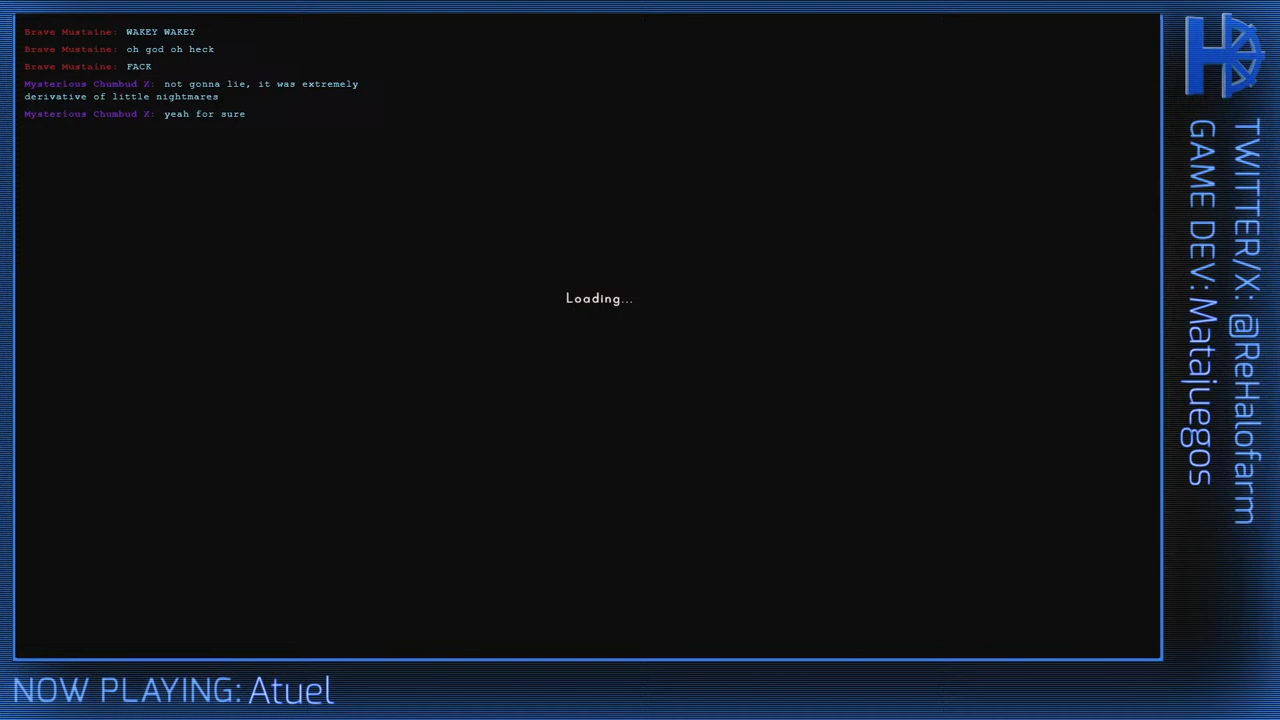 Brave Mustaine: WAKEY WAKEY
Brave Mustaine: oh god oh heck
Brave Mustaine: FACK
Mysterious Chumbud X: not gonna lie, it was extremely
derivative of little nightmares
Mysterious Chumbud X: yeah for sure
Loading...
H
TWITTER/X: @ReHalofarm
GAME DEV: Matajuegos
NOW PLAYING: Atuel